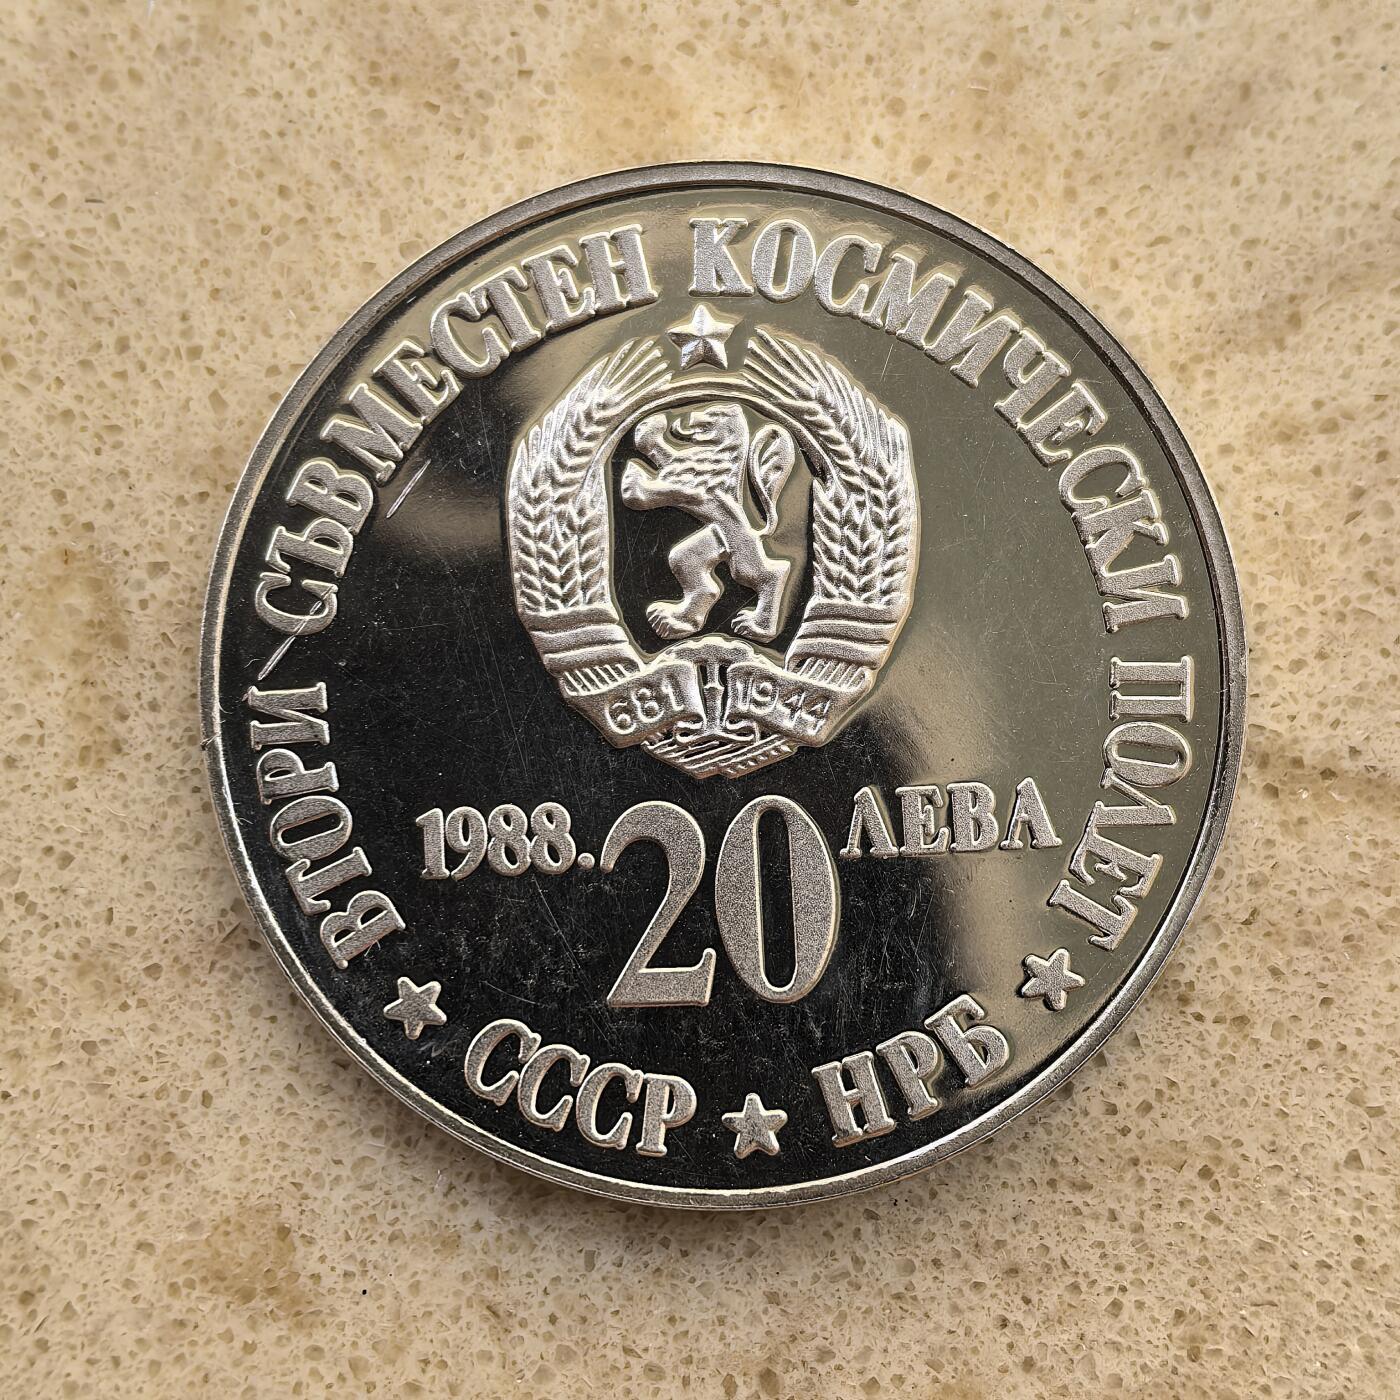 ВТОРИ СЪВМЕСТЕН КОСМИЧЕСКИ ПОЛЕТ
681 1944
1988. 20 ЛЕВА
СССР ★ НРБ